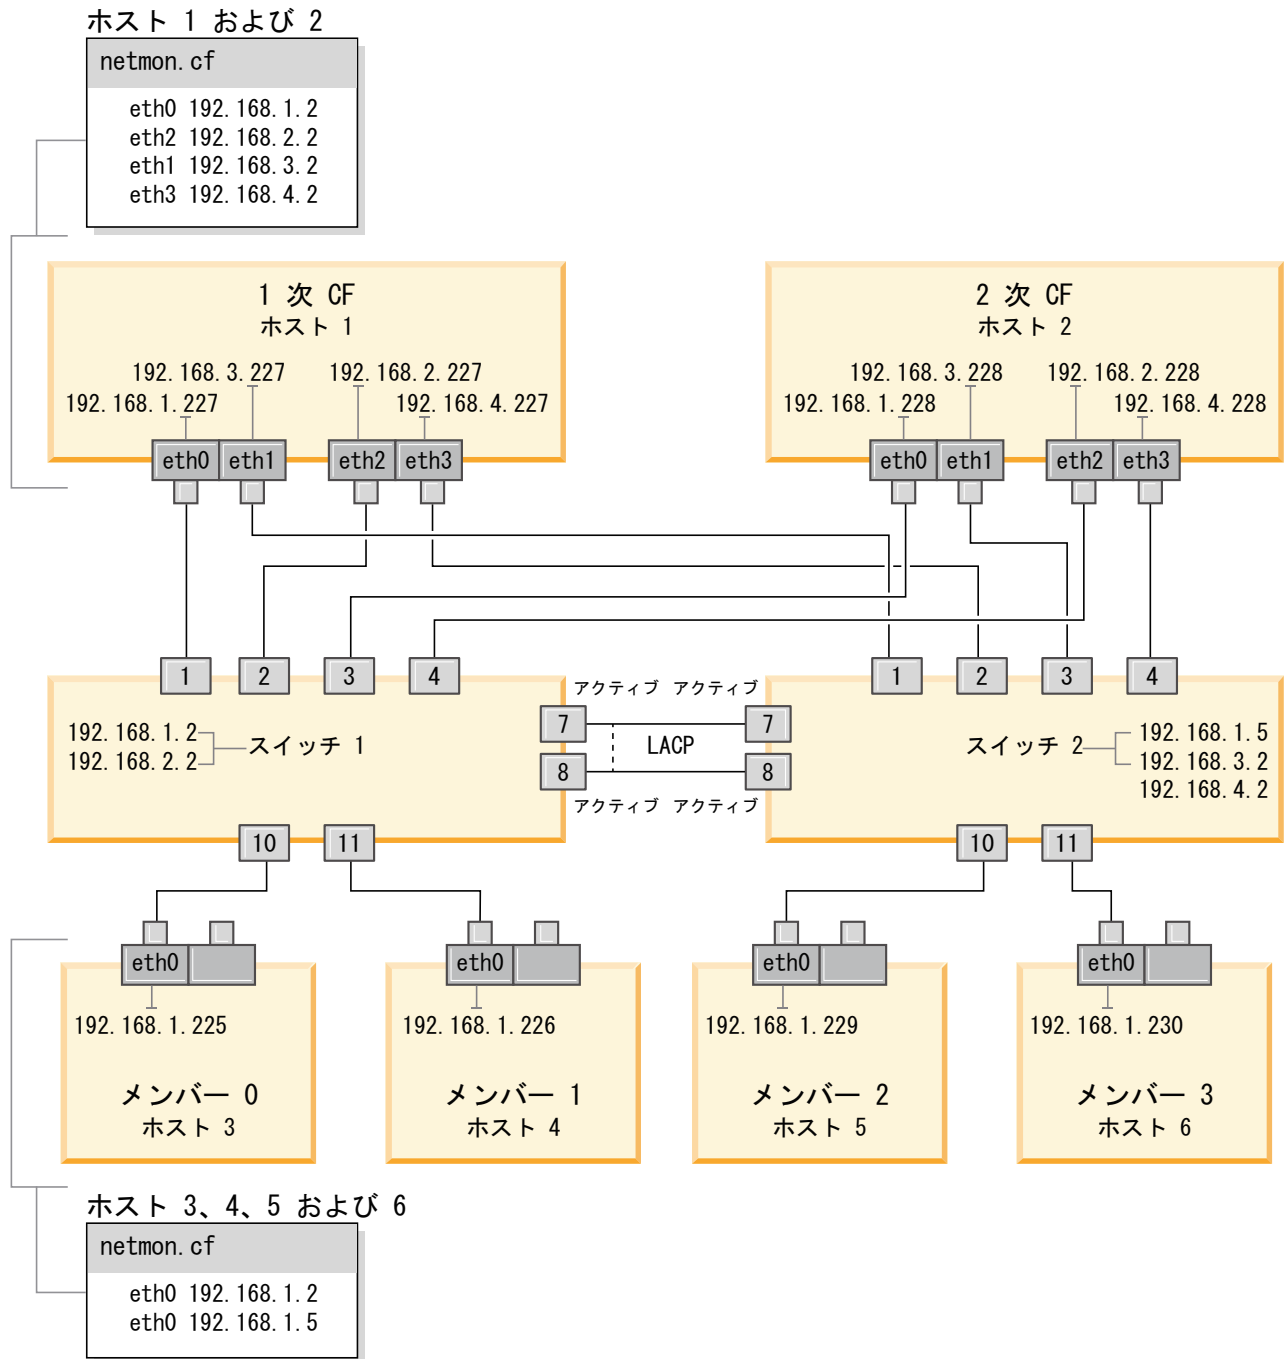 ホスト 1 および 2
netmon.cf
eth0 192.168.1.2
eth2 192.168.2.2
eth1 192.168.3.2
eth3 192.168.4.2
1 次 CF
ホスト 1
192.168.3.227 192.168.2.227
192.168.1.227 192.168.4.227
eth0 eth1 eth2 eth3
2 次 CF
ホスト 2
192.168.3.228 192.168.2.228
192.168.1.228 192.168.4.228
eth0 eth1 eth2 eth3
1 2 3 4
1 2 3 4
アクティブ アクティブ
192.168.1.2
192.168.2.2
スイッチ 1
7 7
LACP
8 8
アクティブ アクティブ
スイッチ 2
192.168.1.5
192.168.3.2
192.168.4.2
10 11
10 11
eth0
192.168.1.225
メンバー 0
ホスト 3
eth0
192.168.1.226
メンバー 1
ホスト 4
eth0
192.168.1.229
メンバー 2
ホスト 5
eth0
192.168.1.230
メンバー 3
ホスト 6
ホスト 3、4、5 および 6
netmon.cf
eth0 192.168.1.2
eth0 192.168.1.5